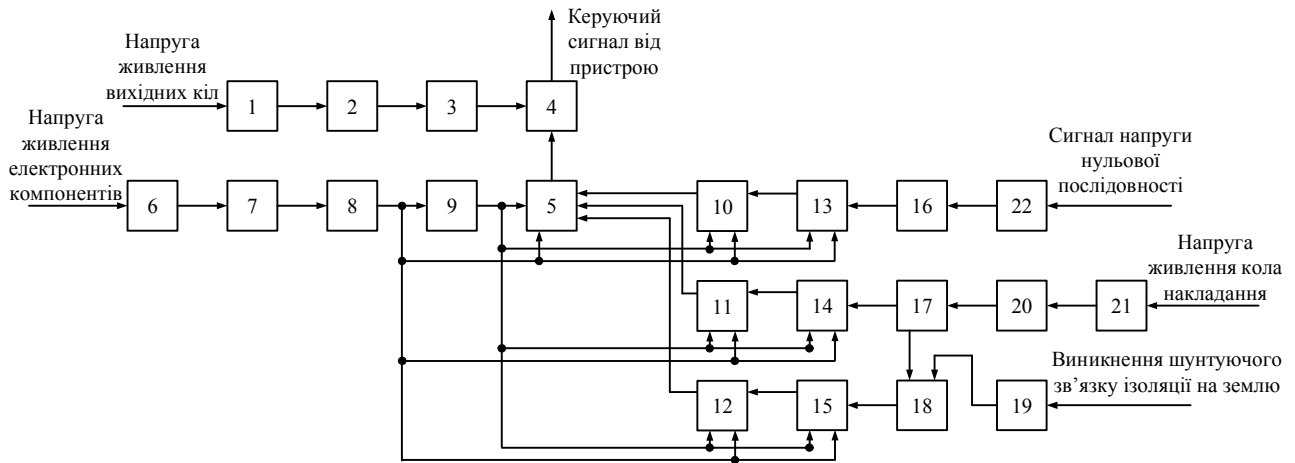 Керуючий
сигнал від
пристрою
Напруга
живлення
вихідних кіл
1
2
3
4
Напруга
живлення
електронних
компонентів
6
7
8
9
5
10
13
16
22
Сигнал напруги
нульової
послідовності
11
14
17
20
21
Напруга
живлення кола
накладання
12
15
18
19
Виникнення шунтуючого
зв’язку ізоляції на землю